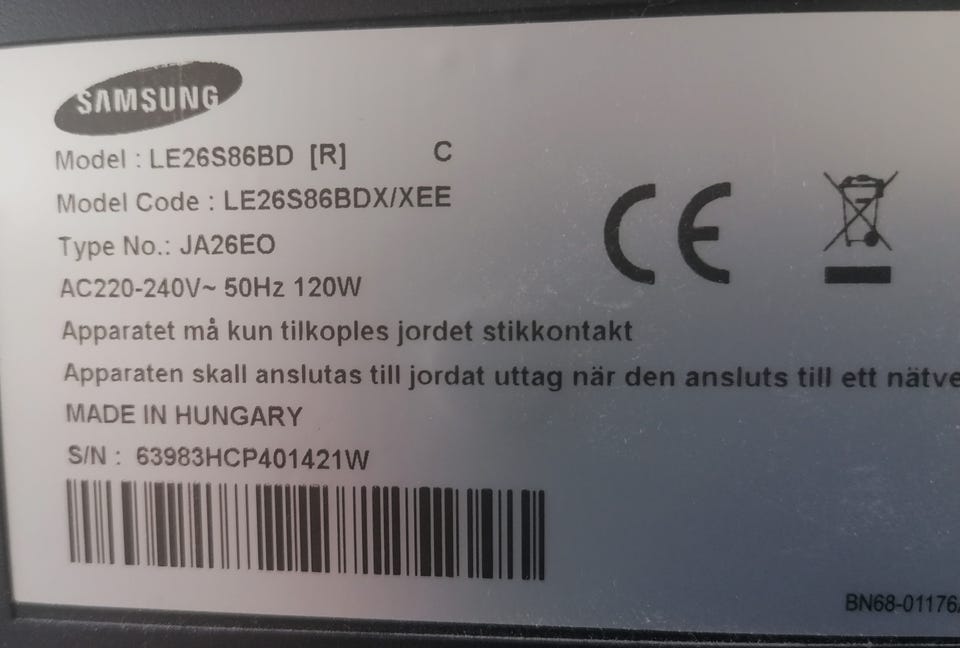 SAMSUNG
Model : LE26S86BD [R] C
Model Code : LE26S86BDX/XEE
Type No.: JA26EO
AC220-240V~ 50Hz 120W
Apparatet må kun tilkoples jordet stikkontakt
Apparaten skall anslutas till jordat uttag när den ansluts till ett nätve
MADE IN HUNGARY
S/N : 63983HCP401421W
CE
BN68-01176